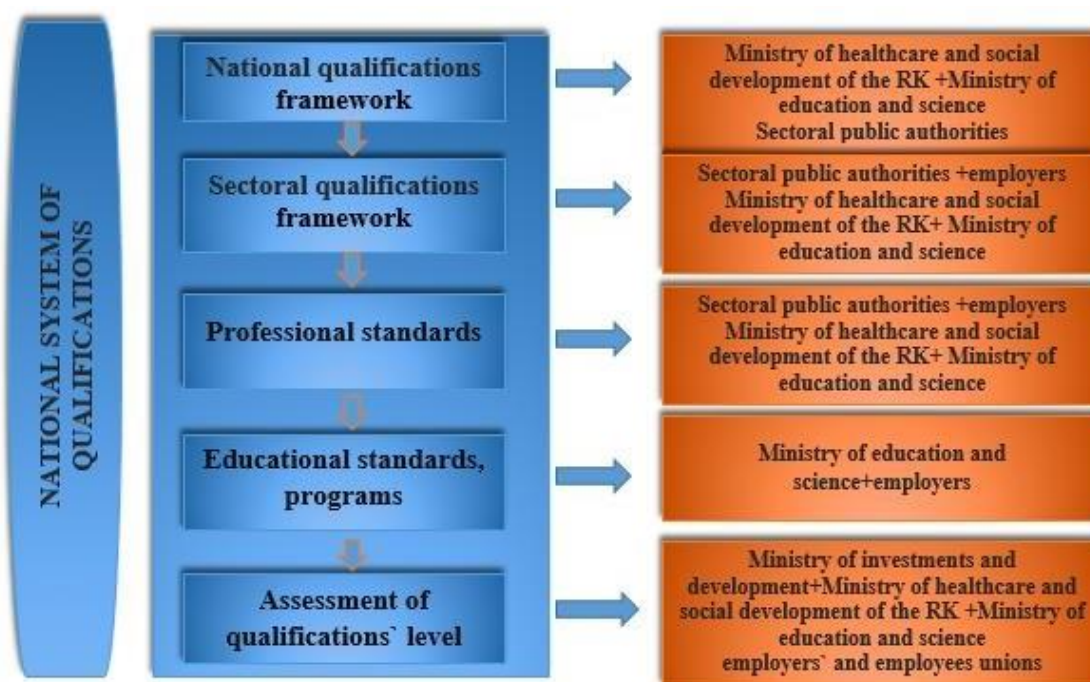 NATIONAL SYSTEM OF
QUALIFICATIONS
National qualifications
framework
Ministry of healthcare and social
development of the RK +Ministry of
education and science
Sectoral public authorities
Sectoral qualifications
framework
Sectoral public authorities +employers
Ministry of healthcare and social
development of the RK+ Ministry of
education and science
Professional standards
Sectoral public authorities +employers
Ministry of healthcare and social
development of the RK+ Ministry of
education and science
Educational standards,
programs
Ministry of education and
science+employers
Assessment of
qualifications` level
Ministry of investments and
development+Ministry of healthcare and
social development of the RK +Ministry of
education and science
employers` and employees unions